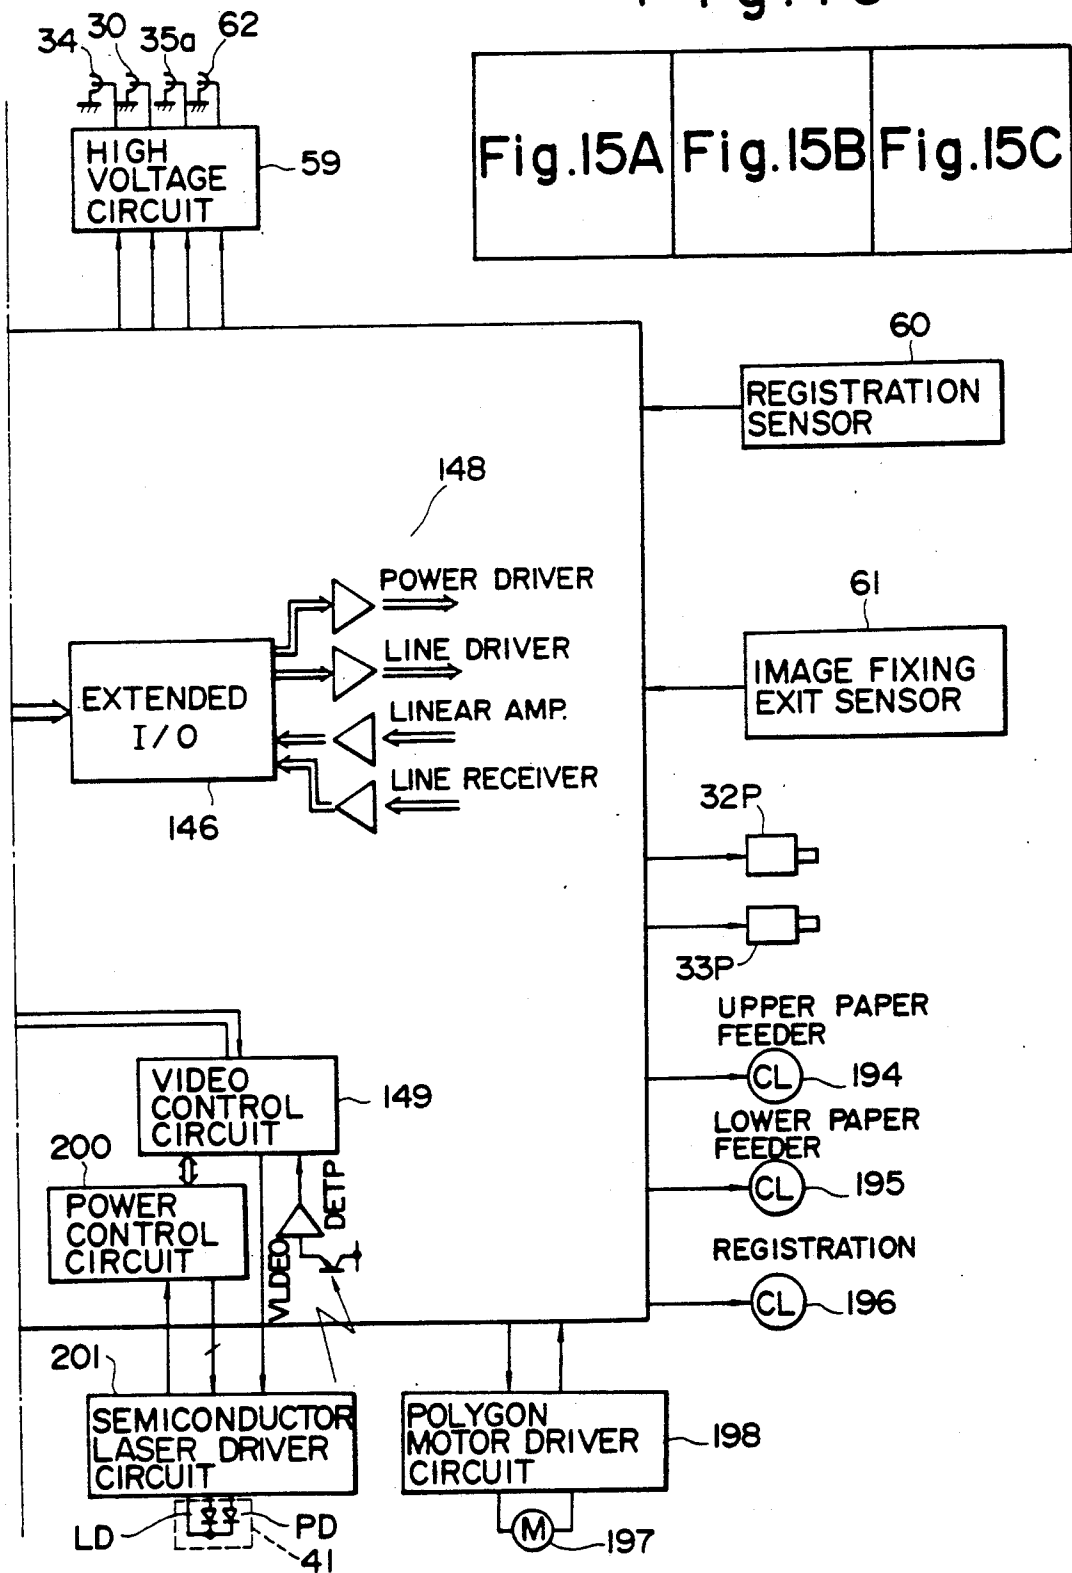 Fig. 15
34 30 35a 62
HIGH
VOLTAGE
CIRCUIT
59
Fig.15A Fig.15B Fig.15C
60
REGISTRATION
SENSOR
148
POWER DRIVER
LINE DRIVER
LINEAR AMP.
LINE RECEIVER
EXTENDED
I/O
146
61
IMAGE FIXING
EXIT SENSOR
32P
33P
UPPER PAPER
FEEDER
CL 194
LOWER PAPER
FEEDER
CL 195
REGISTRATION
CL 196
VIDEO
CONTROL
CIRCUIT
149
200
POWER
CONTROL
CIRCUIT
VLDEO
DETP
201
SEMICONDUCTOR
LASER DRIVER
CIRCUIT
LD PD
41
POLYGON
MOTOR DRIVER
CIRCUIT
198
M
197